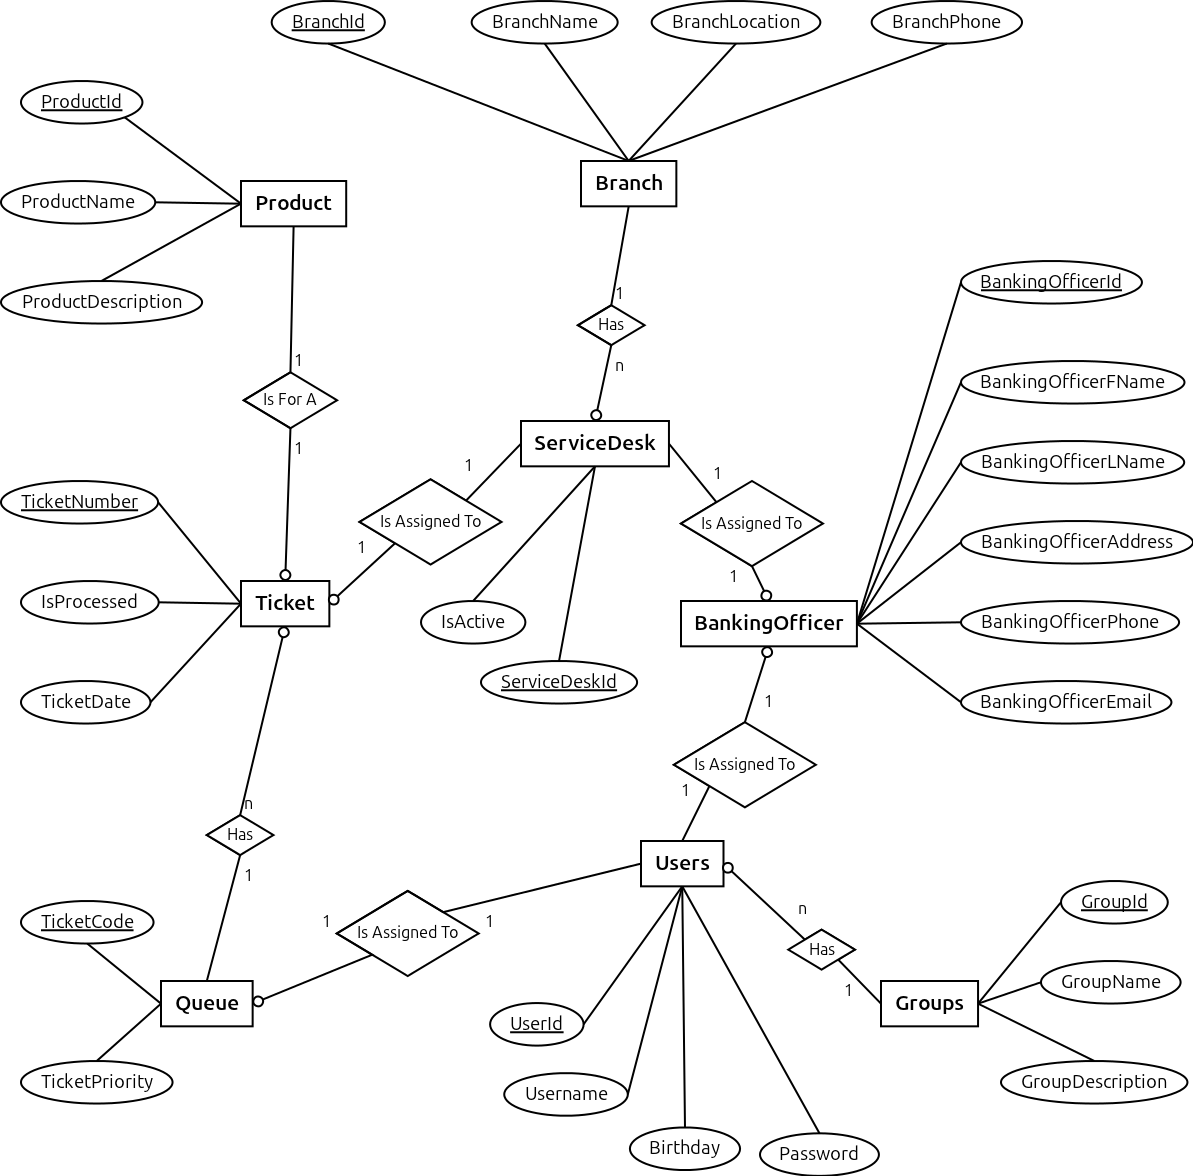 BranchId BranchName BranchLocation BranchPhone
ProductId
Branch
ProductName Product
BankingOfficerId
ProductDescription
1
Has
1
n
BankingOfficerFName
Is For A
1
ServiceDesk
1
1
1
BankingOfficerLName
TicketNumber
Is Assigned To
Is Assigned To
1
BankingOfficerAddress
1
IsProcessed
Ticket
IsActive
BankingOfficer
BankingOfficerPhone
TicketDate
ServiceDeskId
1
BankingOfficerEmail
Is Assigned To
1
n
Has
1
Users
TicketCode
1
Is Assigned To
1
n
GroupId
Has
1
Queue
Groups
GroupName
UserId
TicketPriority
Username
GroupDescription
Birthday
Password